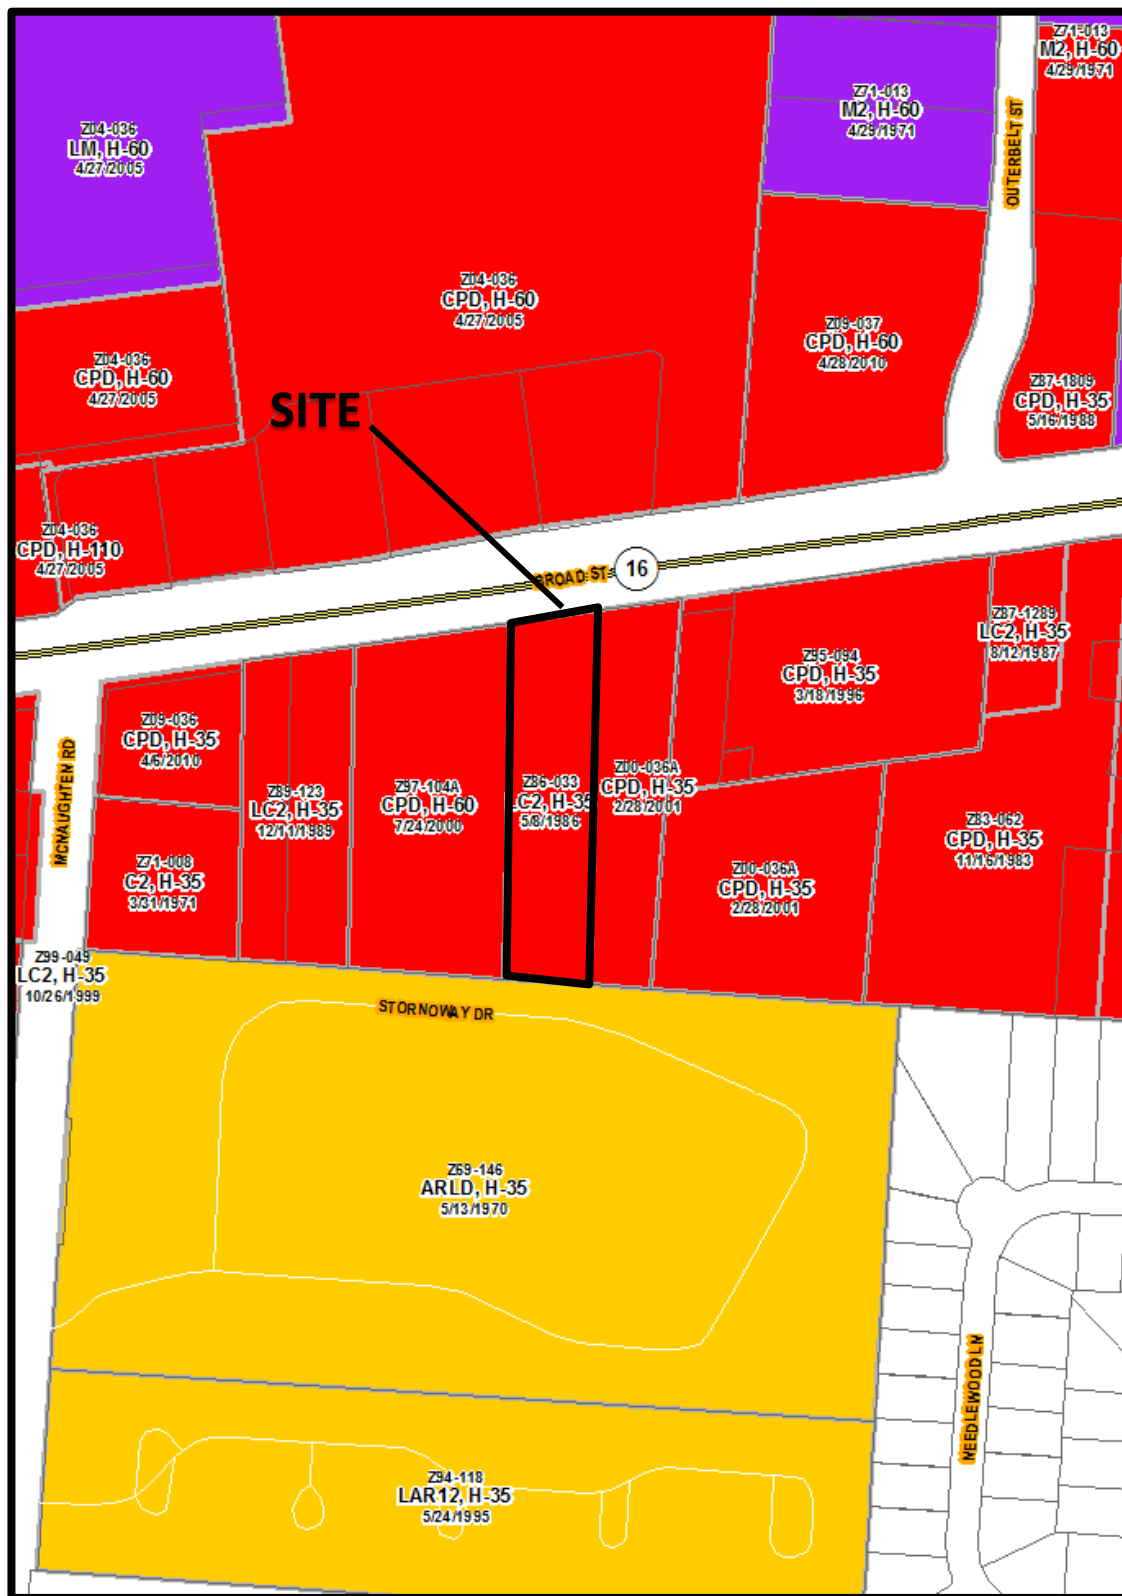 Z71-013
M2, H-60
4/29/1971
Z71-013
M2, H-60
4/29/1971
OUTERBELT ST
Z04-036
LM, H-60
4/27/2005
Z04-036
CPD, H-60
4/27/2005
Z09-037
CPD, H-60
4/28/2010
Z04-036
CPD, H-60
4/27/2005
Z87-1809
CPD, H-35
5/16/1988
SITE
Z04-036
CPD, H-110
4/27/2005
BROAD ST
16
Z87-1289
LC2, H-35
8/12/1987
Z95-094
CPD, H-35
3/18/1996
Z09-036
CPD, H-35
4/6/2010
MCNAUGHTEN RD
Z89-123
LC2, H-35
12/11/1989
Z97-104A
CPD, H-60
7/24/2000
Z86-033
LC2, H-35
5/8/1986
Z00-036A
CPD, H-35
2/28/2001
Z83-062
CPD, H-35
11/16/1983
Z71-008
C2, H-35
3/31/1971
Z00-036A
CPD, H-35
2/28/2001
Z99-049
LC2, H-35
10/26/1999
STORNOWAY DR
Z69-146
ARLD, H-35
5/13/1970
NEEDLEWOOD LN
Z94-118
LAR12, H-35
5/24/1995